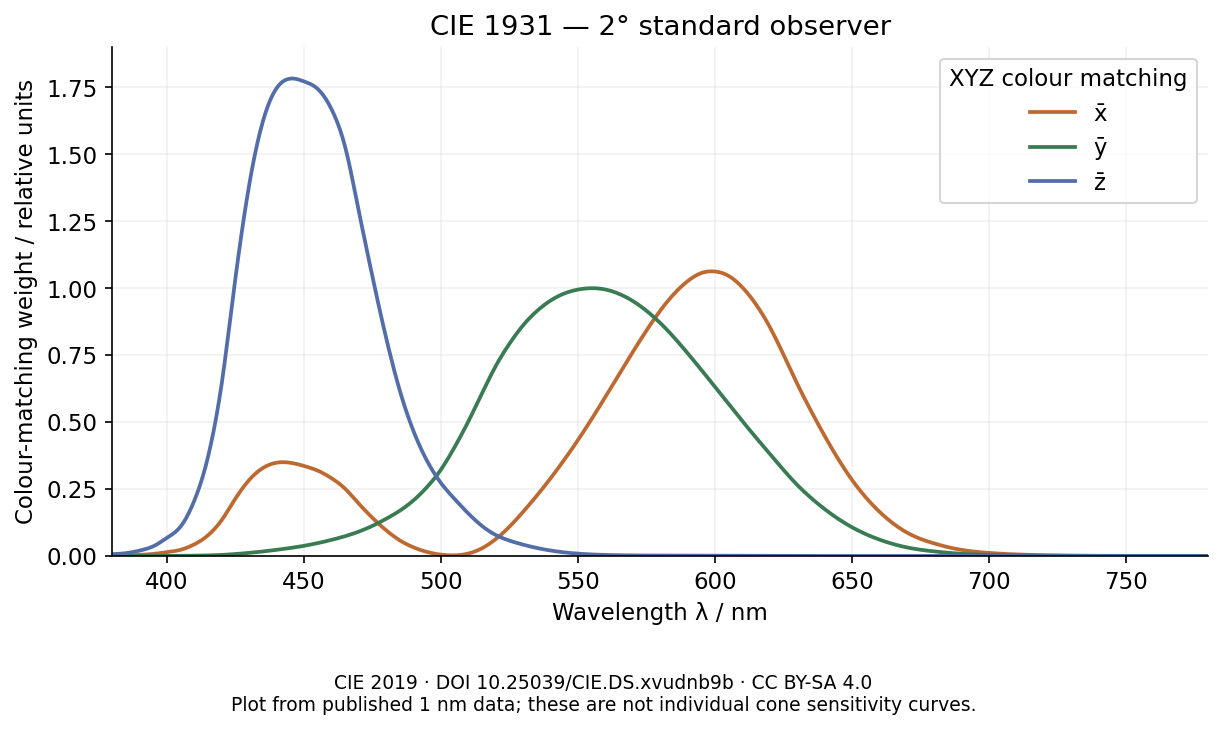 CIE 1931 — 2° standard observer
Colour-matching weight / relative units
1.75
1.50
1.25
1.00
0.75
0.50
0.25
0.00
XYZ colour matching
x̄
ȳ
z̄
400 450 500 550 600 650 700 750
Wavelength λ / nm
CIE 2019 · DOI 10.25039/CIE.DS.xvudnb9b · CC BY-SA 4.0
Plot from published 1 nm data; these are not individual cone sensitivity curves.